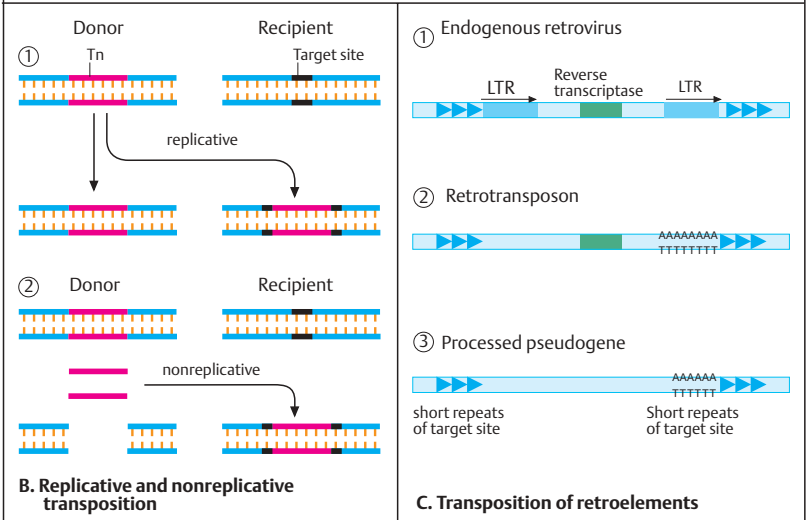 Donor
Recipient
1
Tn
Target site
replicative
2
Donor
Recipient
nonreplicative
B. Replicative and nonreplicative
transposition
1 Endogenous retrovirus
LTR
Reverse
transcriptase
LTR
2 Retrotransposon
AAAAAAAA
TTTTTTTT
3 Processed pseudogene
AAAAAA
TTTTTT
short repeats
of target site
Short repeats
of target site
C. Transposition of retroelements